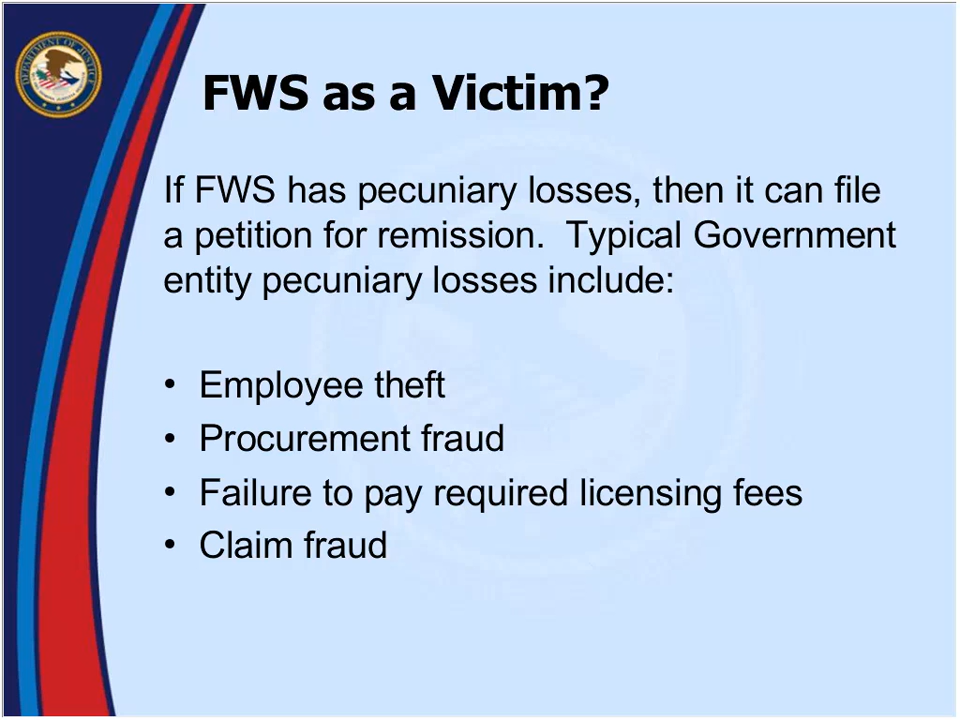 FWS as a Victim?
If FWS has pecuniary losses, then it can file
a petition for remission.  Typical Government
entity pecuniary losses include:
• Employee theft
• Procurement fraud
• Failure to pay required licensing fees
• Claim fraud